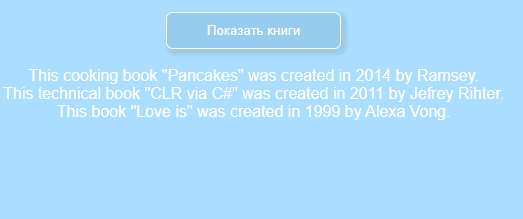 Показать книги
This cooking book "Pancakes" was created in 2014 by Ramsey.
This technical book "CLR via C#" was created in 2011 by Jefrey Rihter.
This book "Love is" was created in 1999 by Alexa Vong.